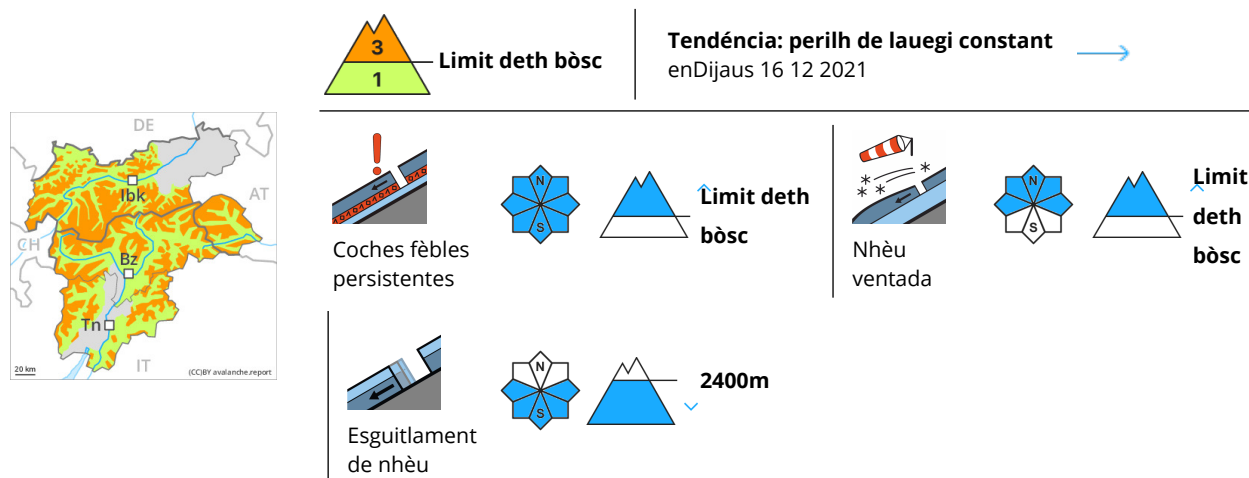 3
1
Limit deth bòsc
Tendéncia: perilh de lauegi constant
enDijaus 16 12 2021
DE
AT
CH
IT
Ibk
Bz
Tn
20 km
(CC)BY avalanche.report
N
S
Limit deth
bòsc
Coches fèbles
persistentes
N
S
Limit
deth
bòsc
Nhèu
ventada
N
S
2400m
Esguitlament
de nhèu